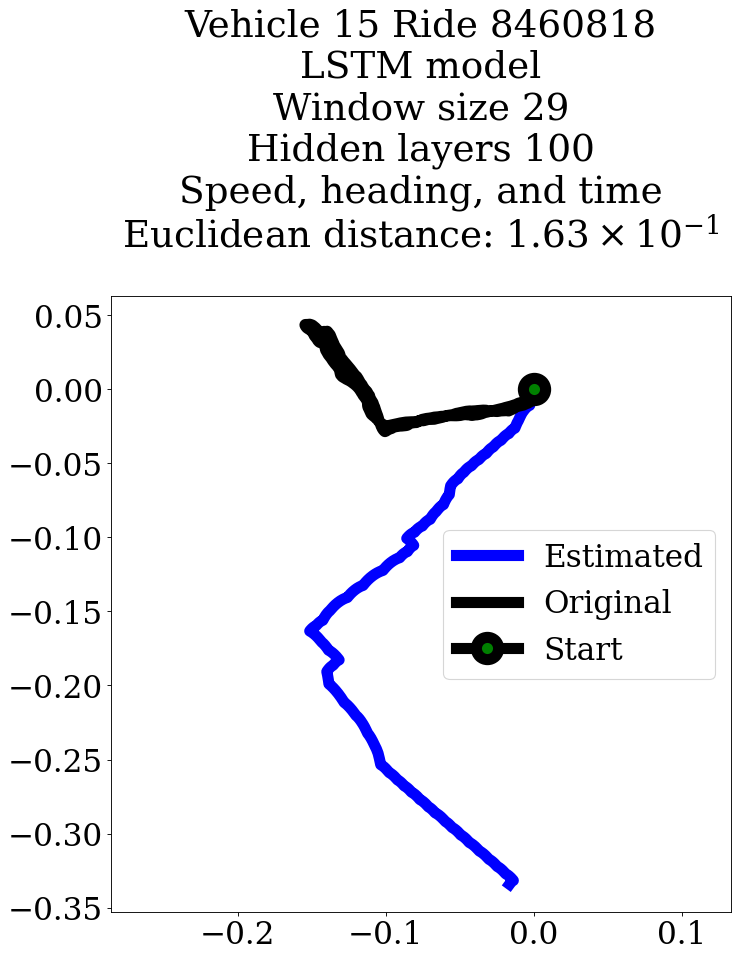 Vehicle 15 Ride 8460818
LSTM model
Window size 29
Hidden layers 100
Speed, heading, and time
Euclidean distance: 1.63 × 10⁻¹
0.05
0.00
−0.05
−0.10
−0.15
−0.20
−0.25
−0.30
−0.35
Estimated
Original
Start
−0.2
−0.1
0.0
0.1